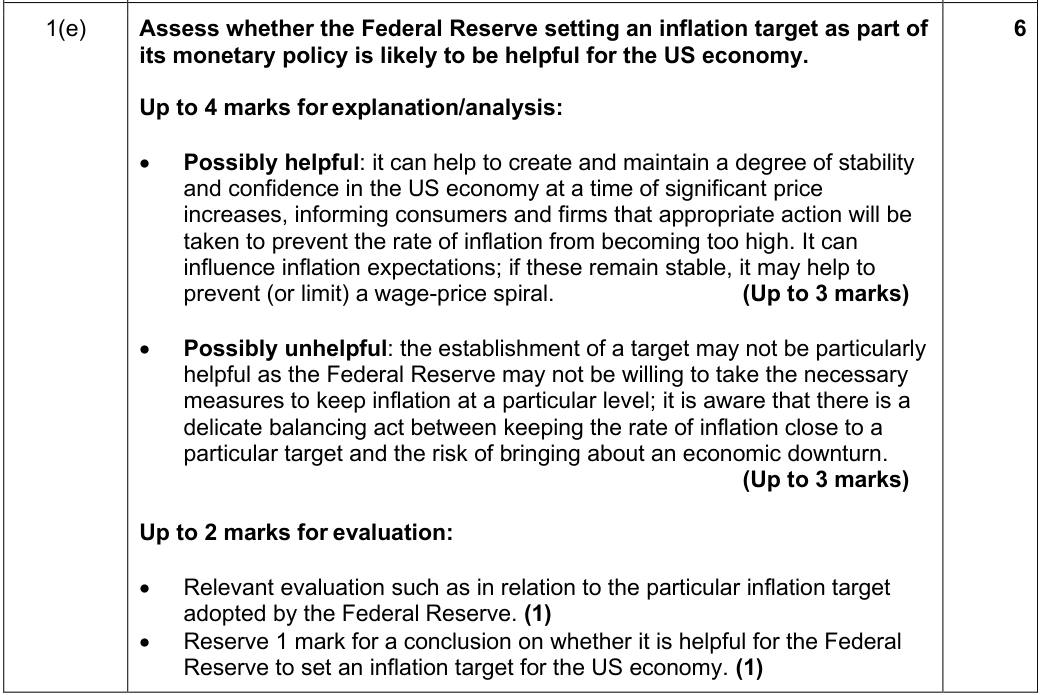 1(e) Assess whether the Federal Reserve setting an inflation target as part of 6
its monetary policy is likely to be helpful for the US economy.
Up to 4 marks for explanation/analysis:
• Possibly helpful: it can help to create and maintain a degree of stability
and confidence in the US economy at a time of significant price
increases, informing consumers and firms that appropriate action will be
taken to prevent the rate of inflation from becoming too high. It can
influence inflation expectations; if these remain stable, it may help to
prevent (or limit) a wage-price spiral. (Up to 3 marks)
• Possibly unhelpful: the establishment of a target may not be particularly
helpful as the Federal Reserve may not be willing to take the necessary
measures to keep inflation at a particular level; it is aware that there is a
delicate balancing act between keeping the rate of inflation close to a
particular target and the risk of bringing about an economic downturn.
(Up to 3 marks)
Up to 2 marks for evaluation:
• Relevant evaluation such as in relation to the particular inflation target
adopted by the Federal Reserve. (1)
• Reserve 1 mark for a conclusion on whether it is helpful for the Federal
Reserve to set an inflation target for the US economy. (1)